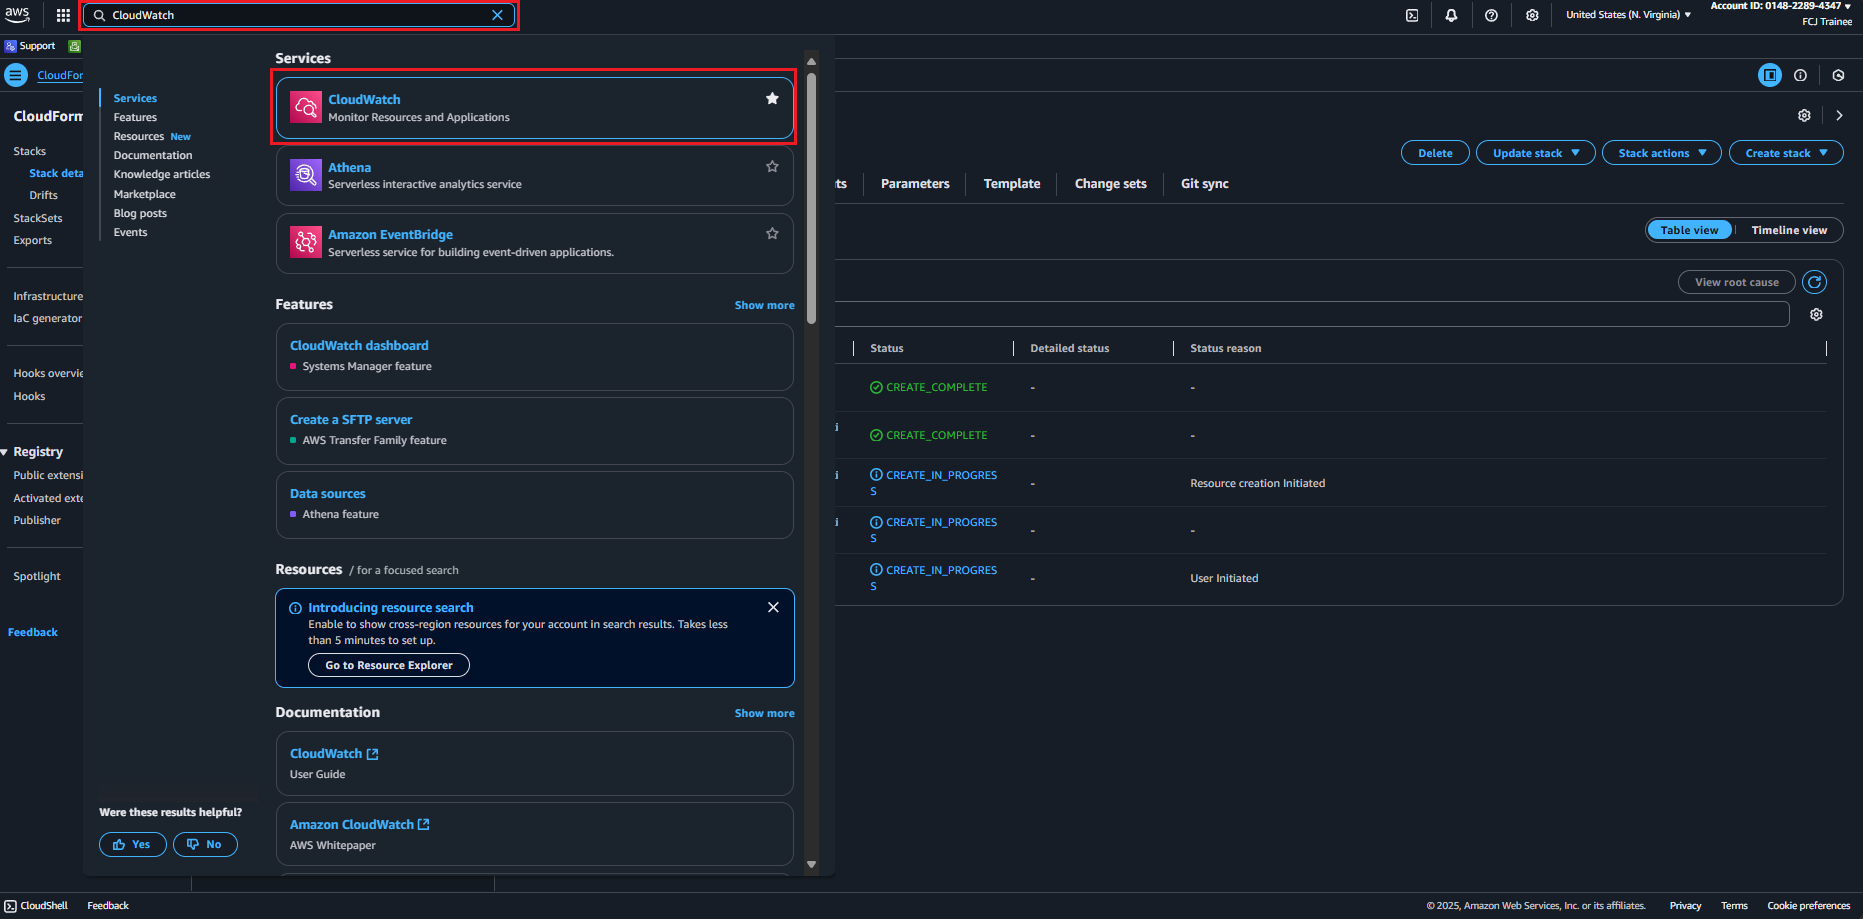 aws
CloudWatch
United States (N. Virginia)
Account ID: 0148-2289-4347
FCJ Trainee
Support
CloudFor
CloudForm
Stacks
Stack deta
Drifts
StackSets
Exports
Infrastructure
IaC generator
Hooks overvie
Hooks
Registry
Public extensi
Activated exte
Publisher
Spotlight
Feedback
Services
Features
Resources New
Documentation
Knowledge articles
Marketplace
Blog posts
Events
Were these results helpful?
Yes
No
Services
CloudWatch
Monitor Resources and Applications
Athena
Serverless interactive analytics service
Amazon EventBridge
Serverless service for building event-driven applications.
Features
Show more
CloudWatch dashboard
Systems Manager feature
Create a SFTP server
AWS Transfer Family feature
Data sources
Athena feature
Resources / for a focused search
Introducing resource search
Enable to show cross-region resources for your account in search results. Takes less
than 5 minutes to set up.
Go to Resource Explorer
Documentation
Show more
CloudWatch
User Guide
Amazon CloudWatch
AWS Whitepaper
Delete
Update stack
Stack actions
Create stack
ts
Parameters
Template
Change sets
Git sync
Table view
Timeline view
View root cause
Status
Detailed status
Status reason
CREATE_COMPLETE
-
-
CREATE_COMPLETE
-
-
CREATE_IN_PROGRES
S
-
Resource creation Initiated
CREATE_IN_PROGRES
S
-
-
CREATE_IN_PROGRES
S
-
User Initiated
CloudShell
Feedback
© 2025, Amazon Web Services, Inc. or its affiliates.
Privacy
Terms
Cookie preferences